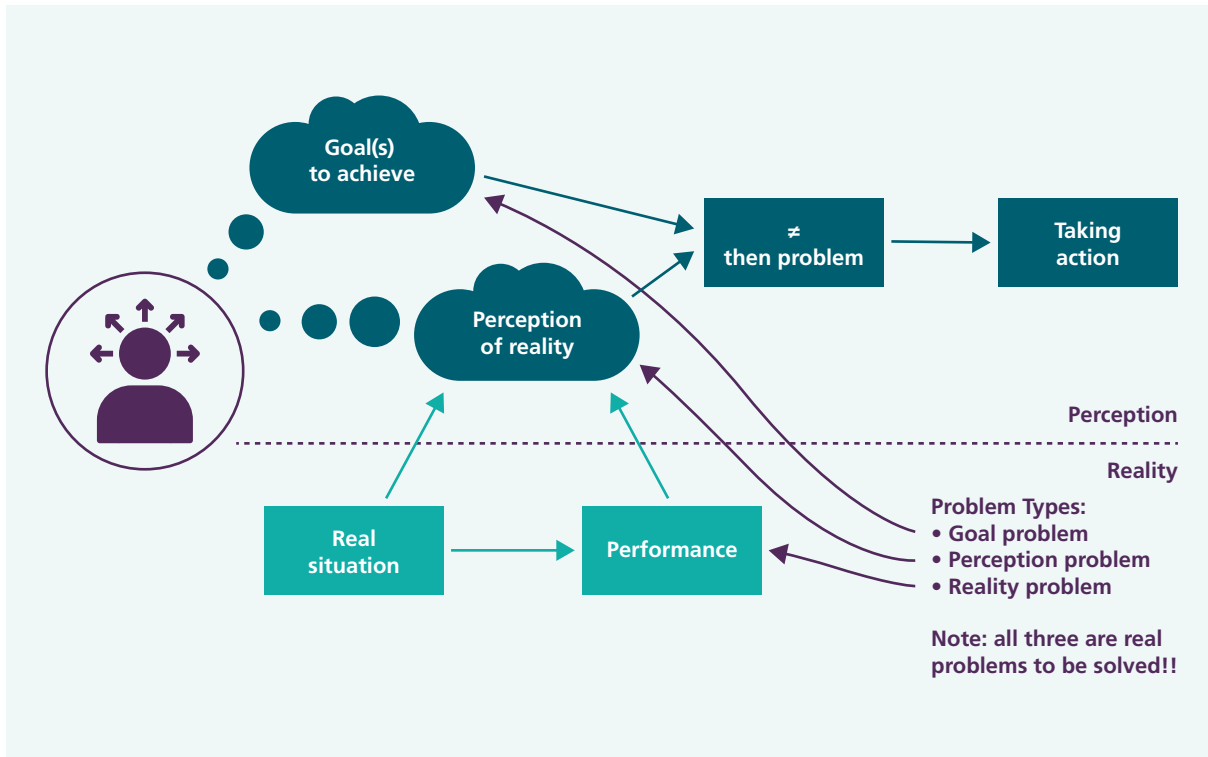 Goal(s)
to achieve
≠
then problem
Taking
action
Perception
of reality
Perception
Reality
Real
situation
Performance
Problem Types:
• Goal problem
• Perception problem
• Reality problem
Note: all three are real
problems to be solved!!